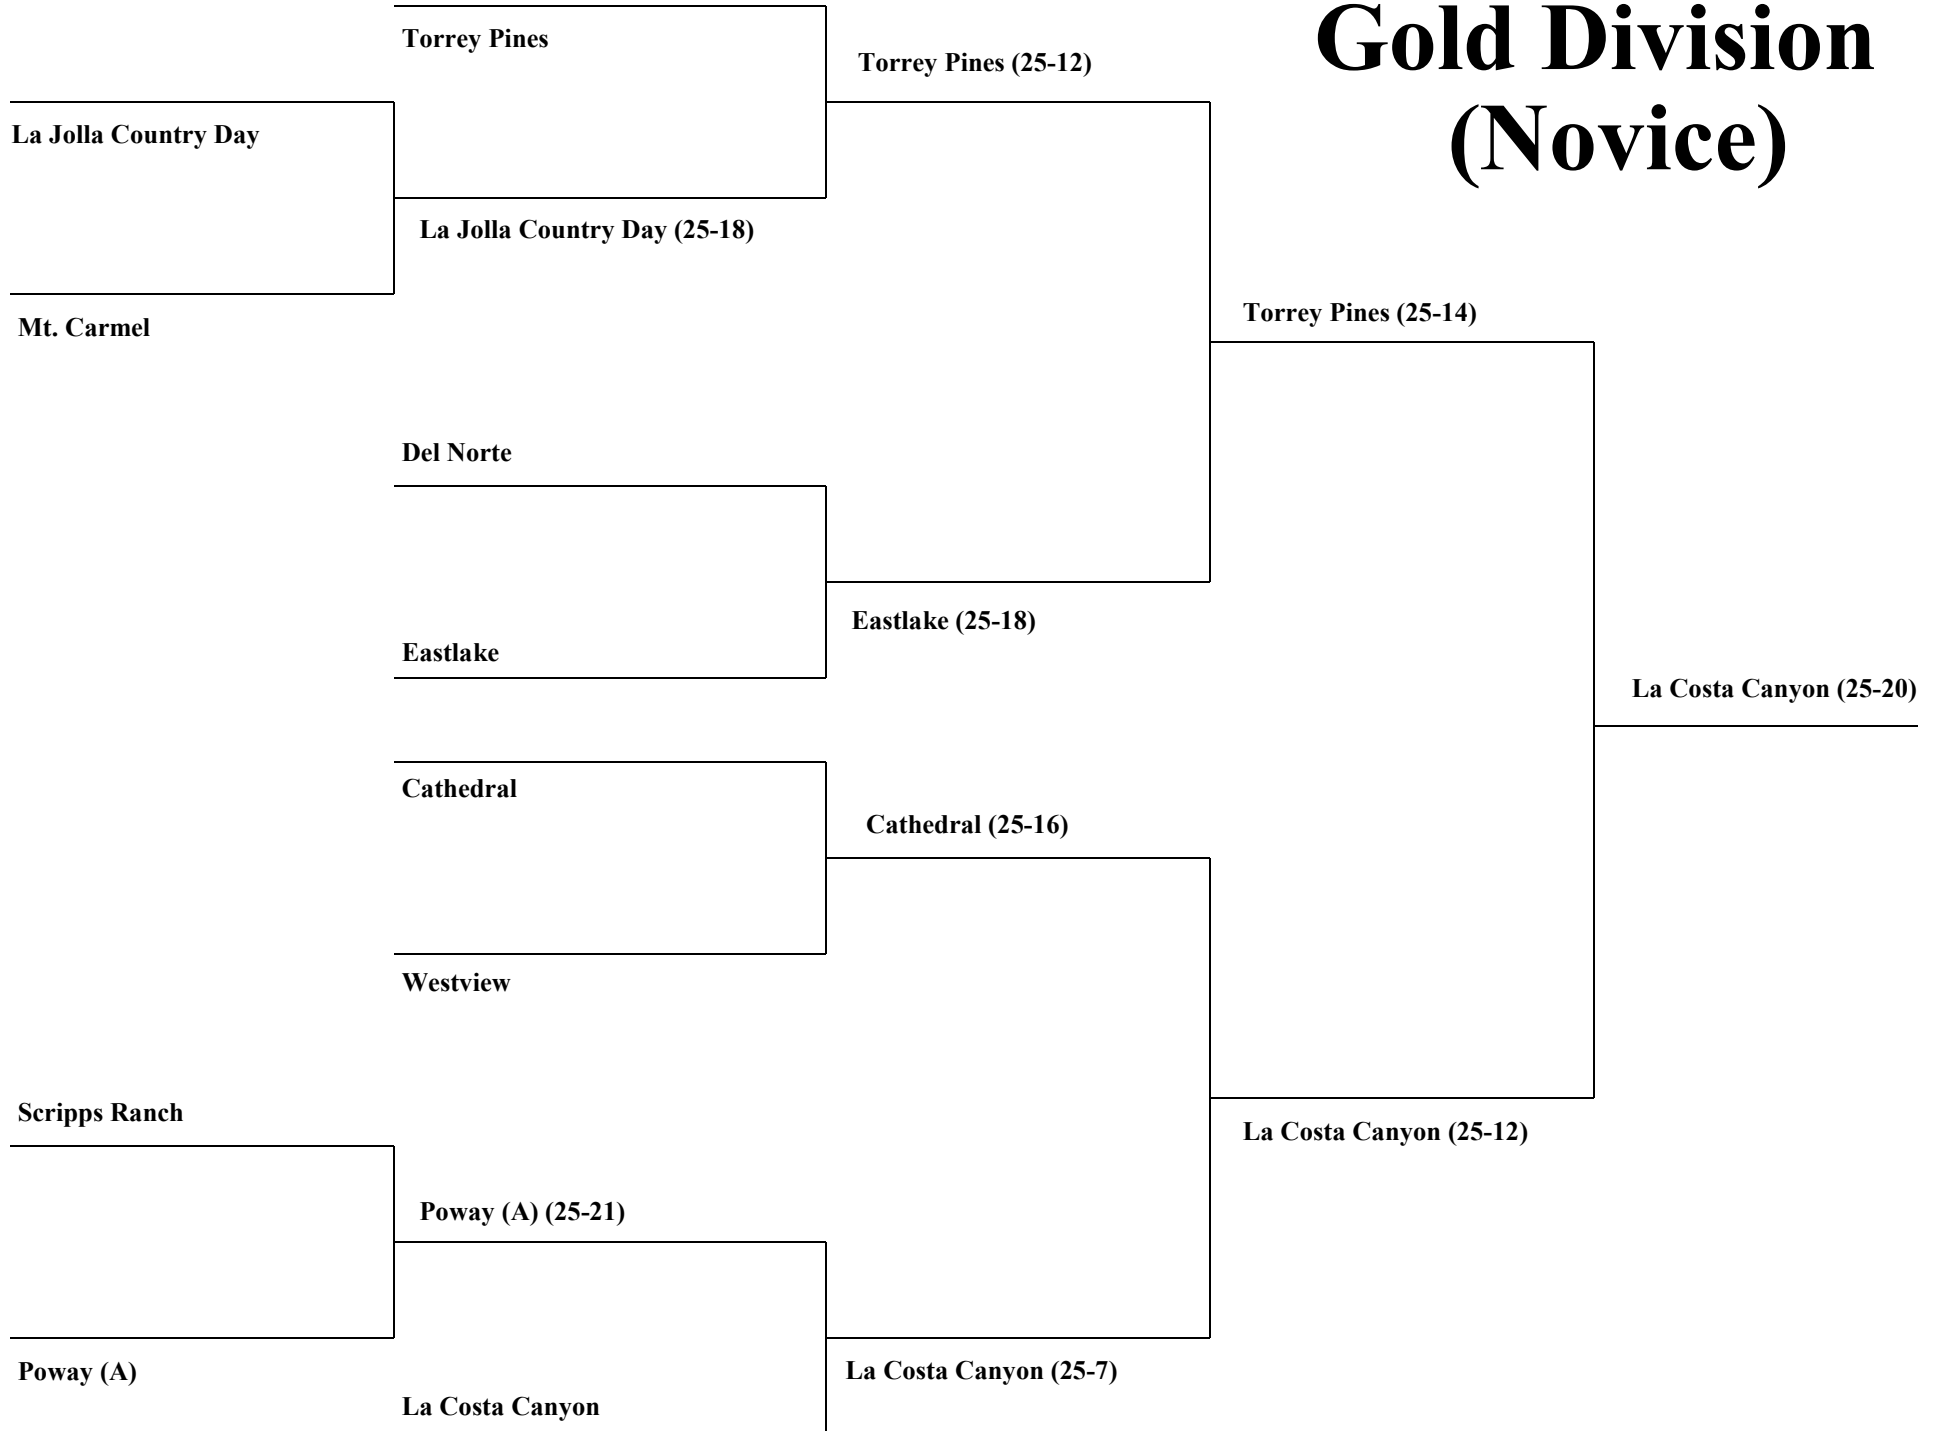 Gold Division
(Novice)
Torrey Pines
Torrey Pines (25-12)
La Jolla Country Day
La Jolla Country Day (25-18)
Mt. Carmel
Torrey Pines (25-14)
Del Norte
Eastlake (25-18)
Eastlake
La Costa Canyon (25-20)
Cathedral
Cathedral (25-16)
Westview
Scripps Ranch
La Costa Canyon (25-12)
Poway (A) (25-21)
Poway (A)
La Costa Canyon (25-7)
La Costa Canyon